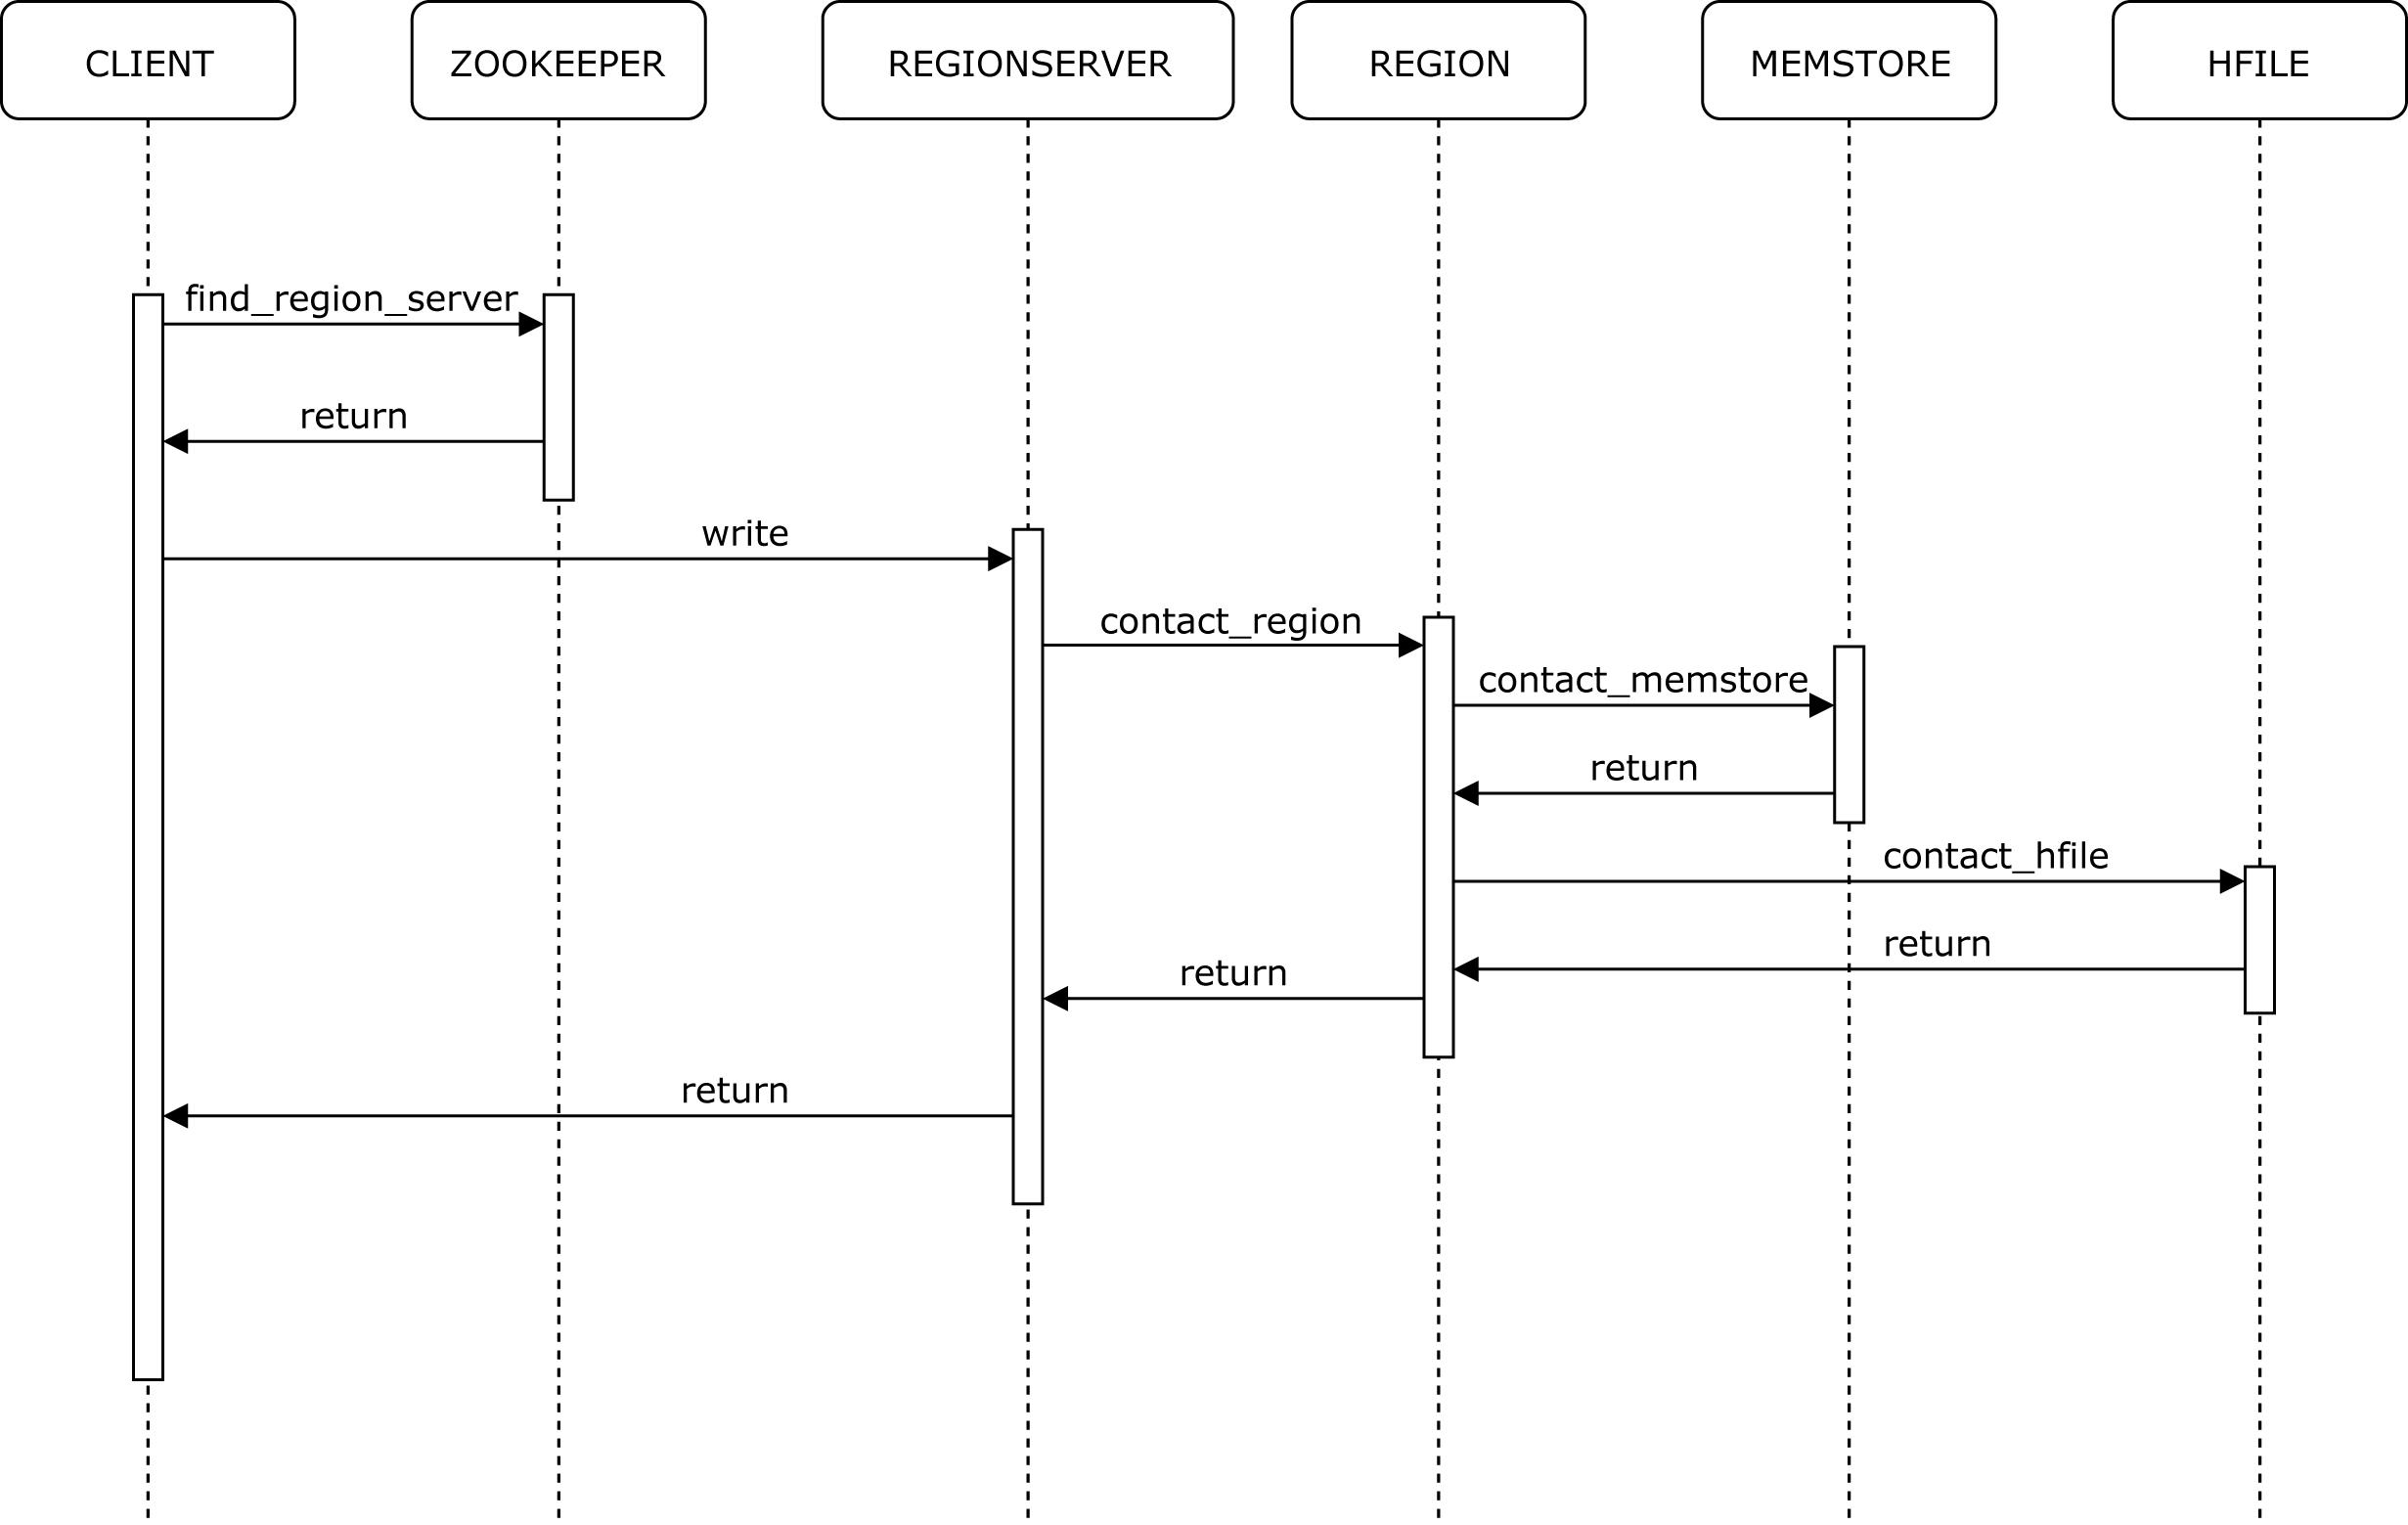 CLIENT
ZOOKEEPER
REGIONSERVER
REGION
MEMSTORE
HFILE
find_region_server
return
write
contact_region
contact_memstore
return
contact_hfile
return
return
return